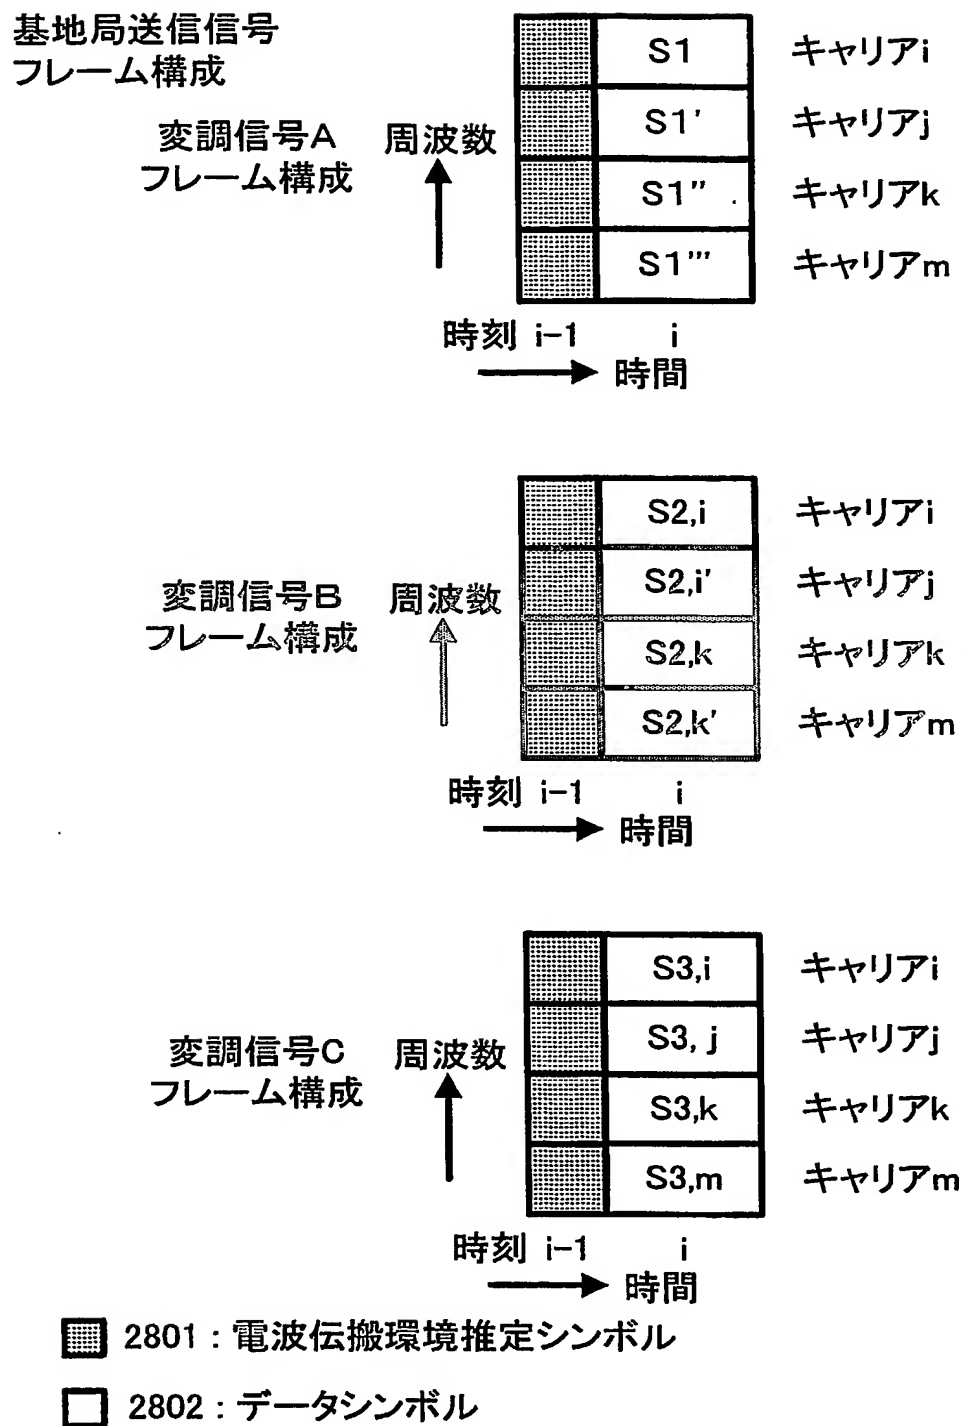 基地局送信信号
フレーム構成
変調信号A
フレーム構成
周波数
S1 キャリアi
S1' キャリアj
S1'' キャリアk
S1''' キャリアm
時刻 i-1 i
時間
変調信号B
フレーム構成
周波数
S2,i キャリアi
S2,i' キャリアj
S2,k キャリアk
S2,k' キャリアm
時刻 i-1 i
時間
変調信号C
フレーム構成
周波数
S3,i キャリアi
S3, j キャリアj
S3,k キャリアk
S3,m キャリアm
時刻 i-1 i
時間
2801 : 電波伝搬環境推定シンボル
2802 : データシンボル